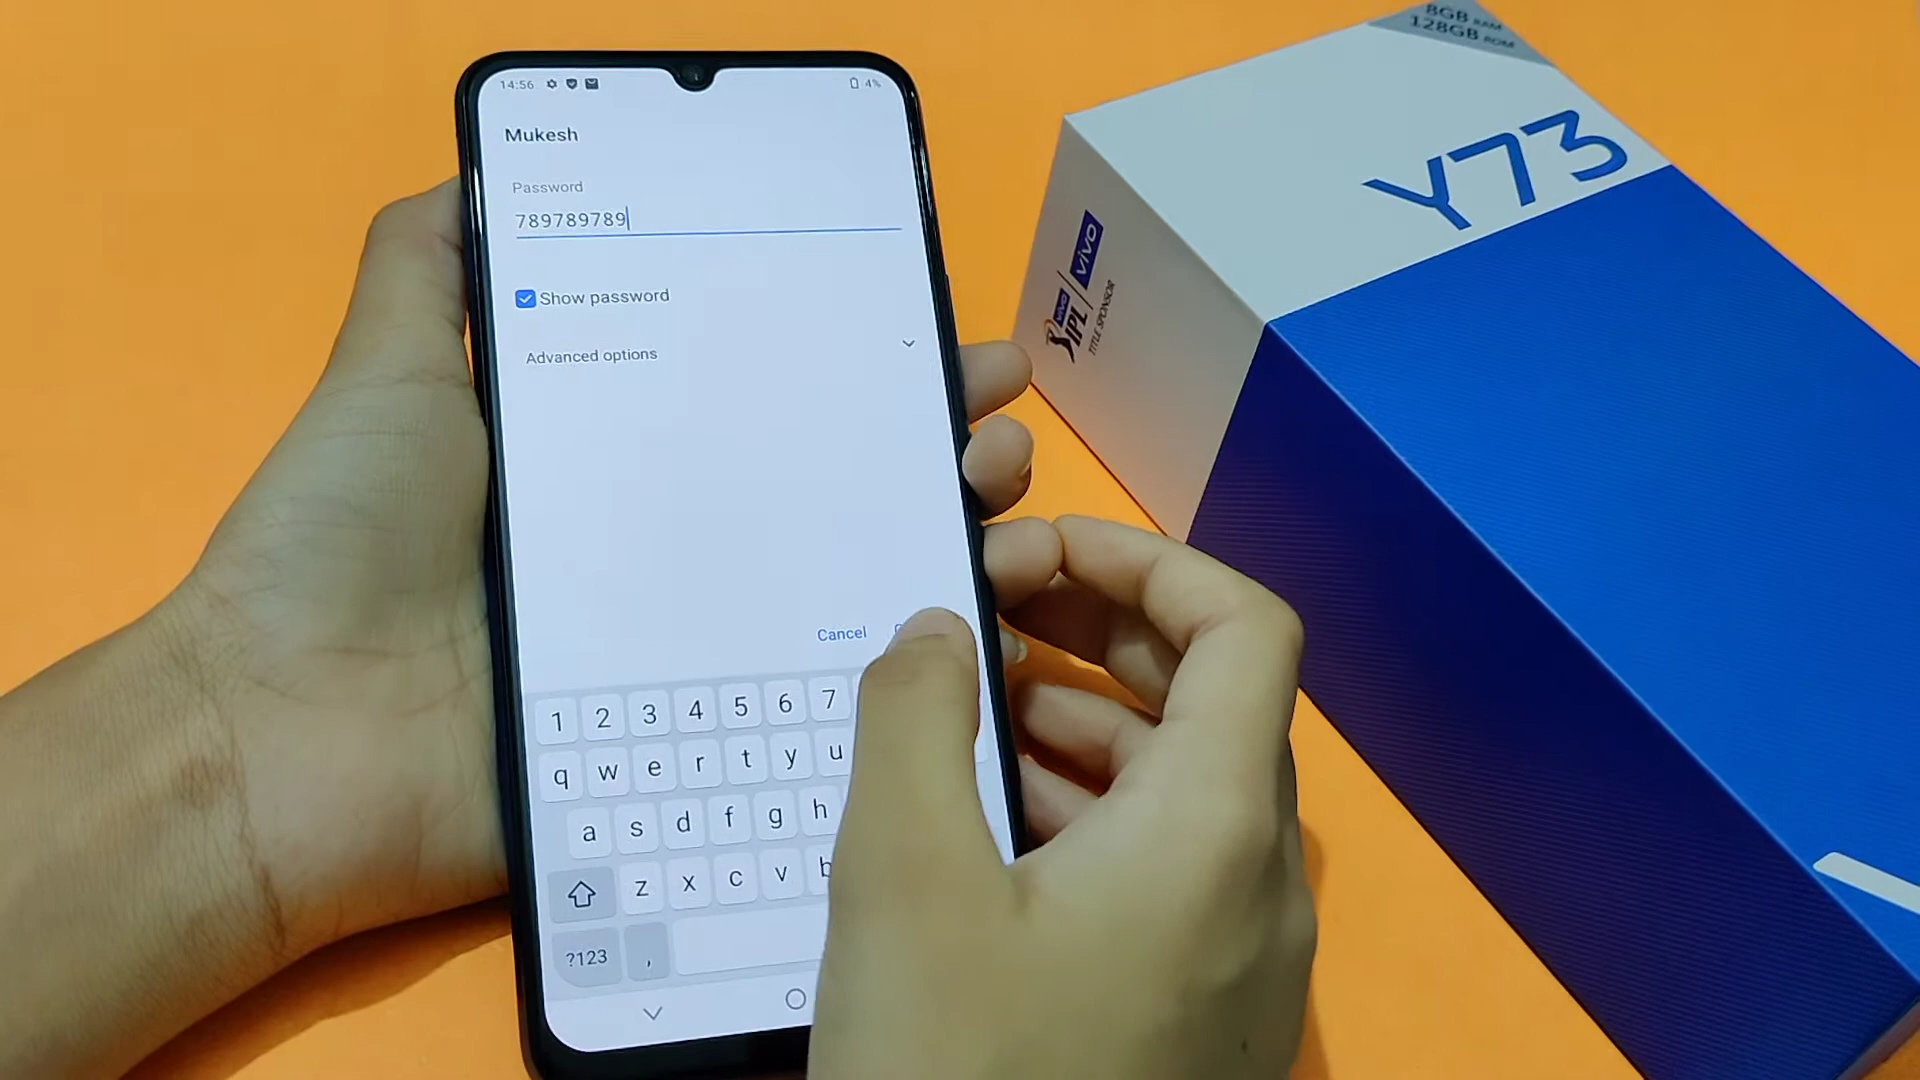 14:56
4%
Mukesh
Password
789789789
Show password
Advanced options
Cancel
1 2 3 4 5 6 7
q w e r t y u
a s d f g h
z x c v b
?123 ,
8GB RAM
128GB ROM
Y73
vivo
vivo
IPL
TITLE SPONSOR